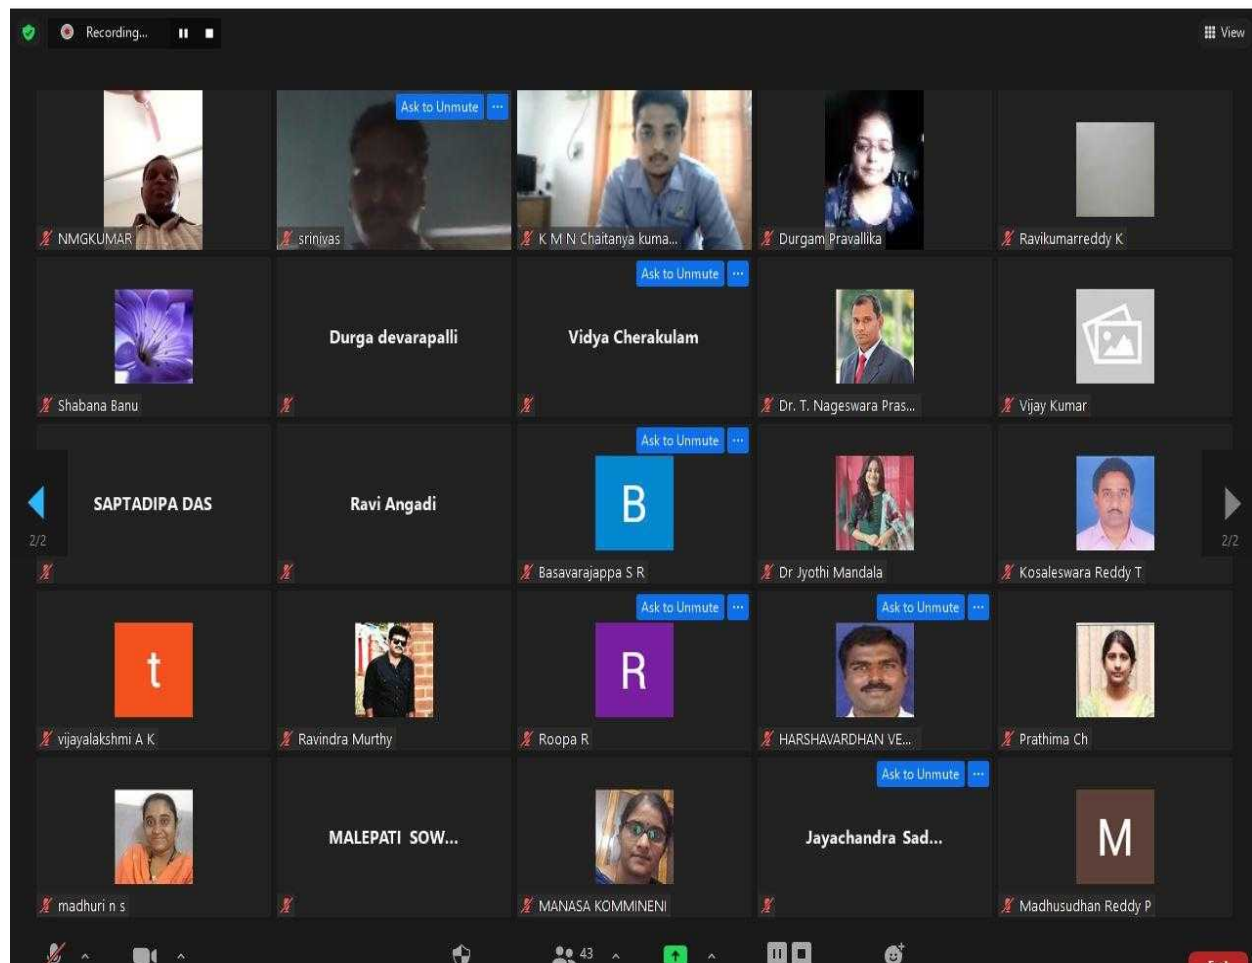 Recording...
View
Ask to Unmute ...
NMGKUMAR
srinivas
K M N Chaitanya kuma...
Durgam Pravallika
Ravikumarreddy K
Ask to Unmute ...
Durga devarapalli
Vidya Cherakulam
Shabana Banu
Dr. T. Nageswara Pras...
Vijay Kumar
Ask to Unmute ...
SAPTADIPA DAS
Ravi Angadi
B
2/2
2/2
Basavarajappa S R
Dr Jyothi Mandala
Kosaleswara Reddy T
Ask to Unmute ...
Ask to Unmute ...
t
R
vijayalakshmi A K
Ravindra Murthy
Roopa R
HARSHAVARDHAN VE...
Prathima Ch
Ask to Unmute ...
MALEPATI SOW...
Jayachandra Sad...
M
madhuri n s
MANASA KOMMINENI
Madhusudhan Reddy P
43